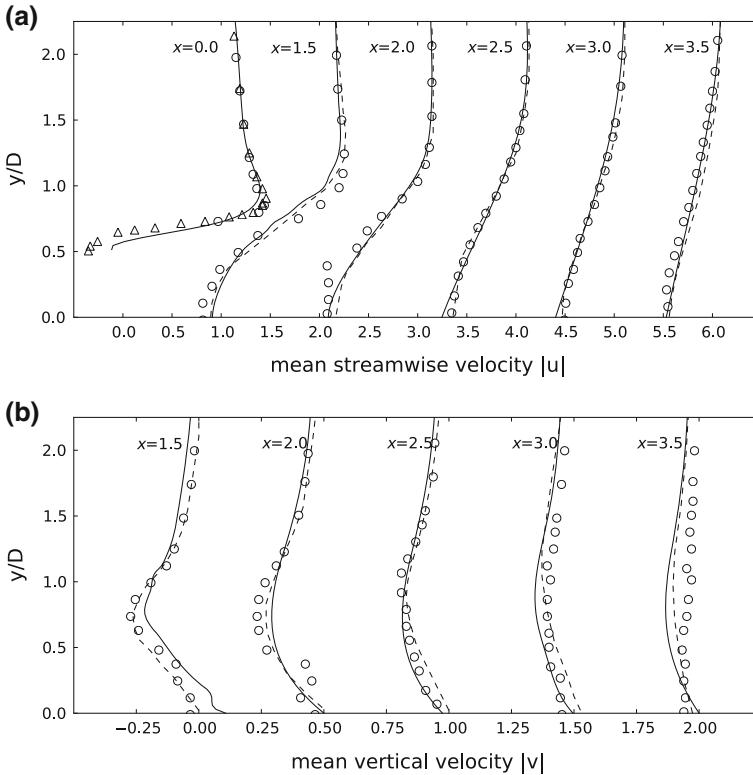 (a)
x=0.0 x=1.5 x=2.0 x=2.5 x=3.0 x=3.5
2.0
1.5
1.0
0.5
0.0
y/D
0.0 0.5 1.0 1.5 2.0 2.5 3.0 3.5 4.0 4.5 5.0 5.5 6.0
mean streamwise velocity |u|
(b)
x=1.5 x=2.0 x=2.5 x=3.0 x=3.5
2.0
1.5
1.0
0.5
0.0
y/D
−0.25 0.00 0.25 0.50 0.75 1.00 1.25 1.50 1.75 2.00
mean vertical velocity |v|